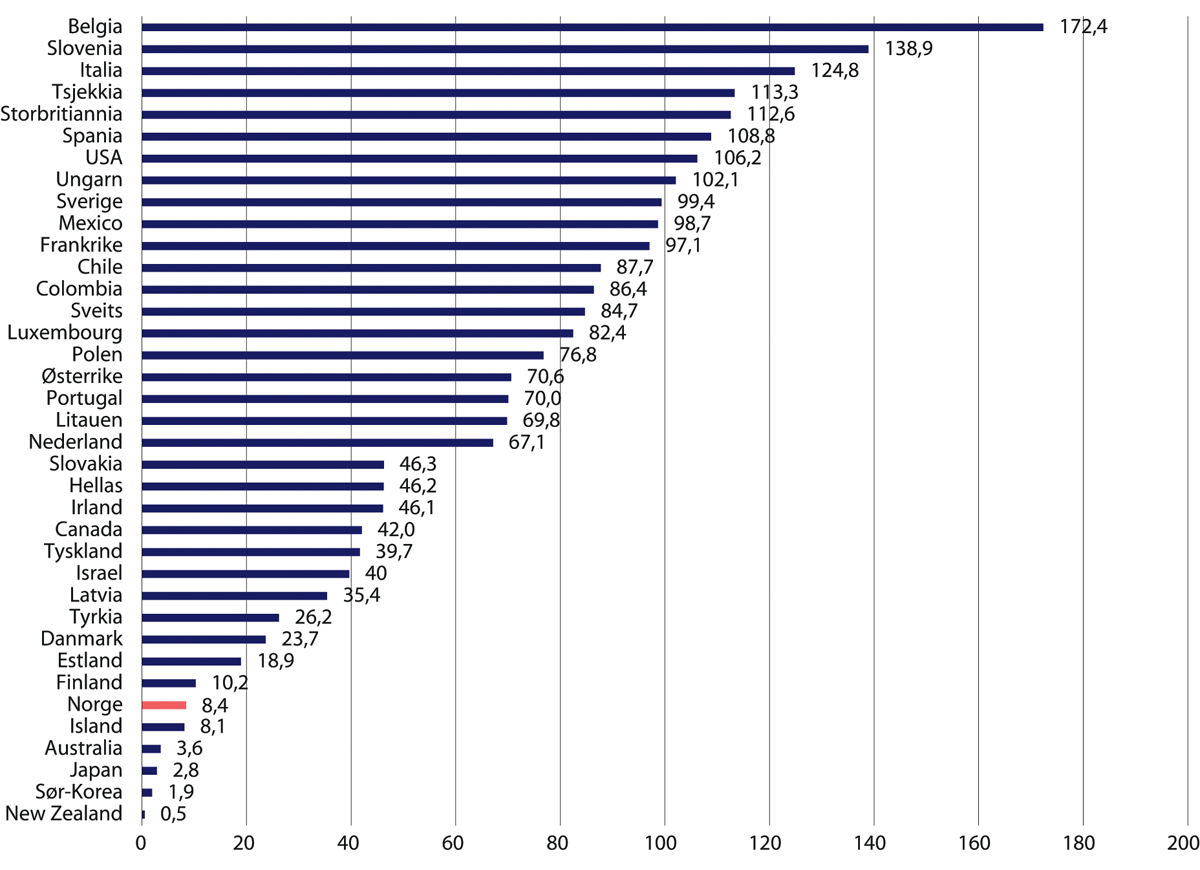 Belgia 172,4
Slovenia 138,9
Italia 124,8
Tsjekkia 113,3
Storbritiannia 112,6
Spania 108,8
USA 106,2
Ungarn 102,1
Sverige 99,4
Mexico 98,7
Frankrike 97,1
Chile 87,7
Colombia 86,4
Sveits 84,7
Luxembourg 82,4
Polen 76,8
Østerrike 70,6
Portugal 70,0
Litauen 69,8
Nederland 67,1
Slovakia 46,3
Hellas 46,2
Irland 46,1
Canada 42,0
Tyskland 39,7
Israel 40
Latvia 35,4
Tyrkia 26,2
Danmark 23,7
Estland 18,9
Finland 10,2
Norge 8,4
Island 8,1
Australia 3,6
Japan 2,8
Sør-Korea 1,9
New Zealand 0,5
0 20 40 60 80 100 120 140 160 180 200